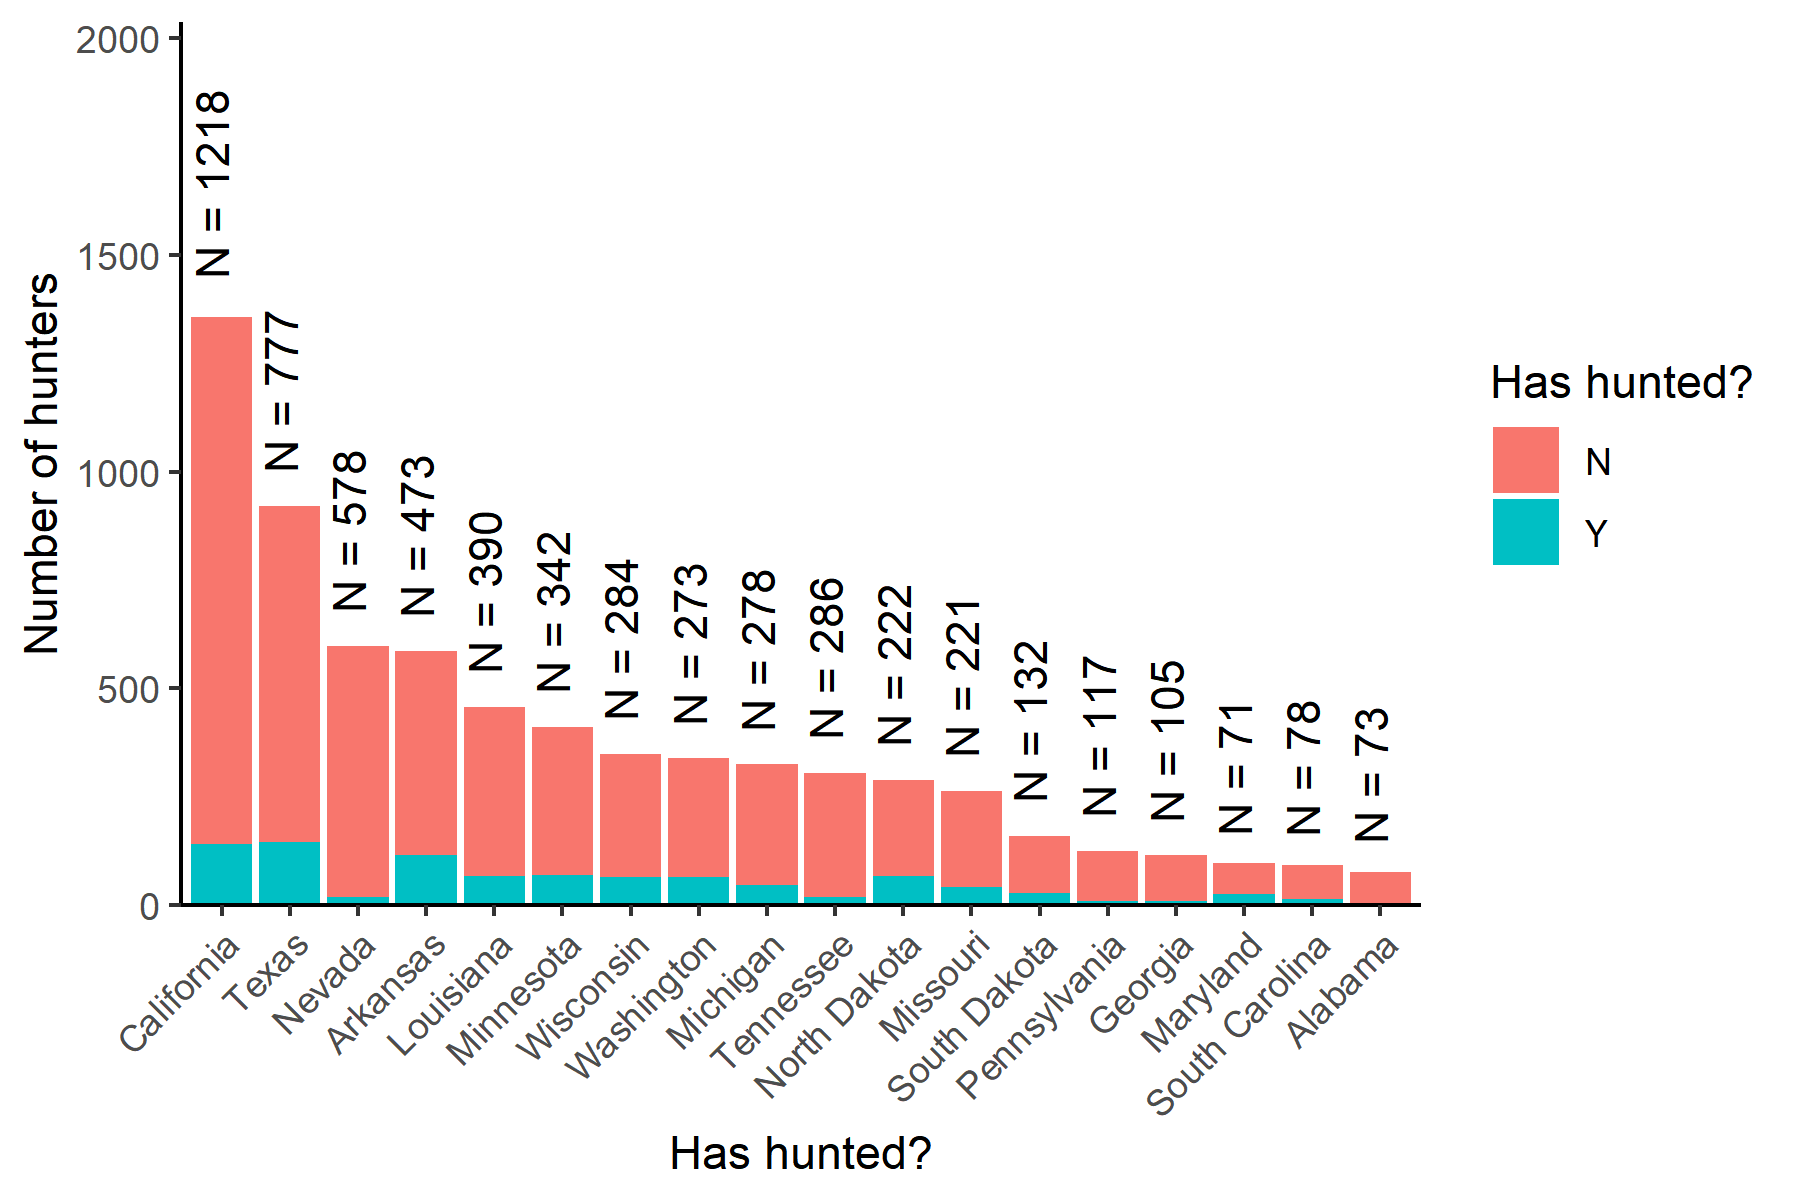 2000
1500
1000
500
0
Number of hunters
N = 1218
N = 777
N = 578
N = 473
N = 390
N = 342
N = 284
N = 273
N = 278
N = 286
N = 222
N = 221
N = 132
N = 117
N = 105
N = 71
N = 78
N = 73
California
Texas
Nevada
Arkansas
Louisiana
Minnesota
Wisconsin
Washington
Michigan
Tennessee
North Dakota
Missouri
South Dakota
Pennsylvania
Georgia
Maryland
South Carolina
Alabama
Has hunted?
Has hunted?
N
Y